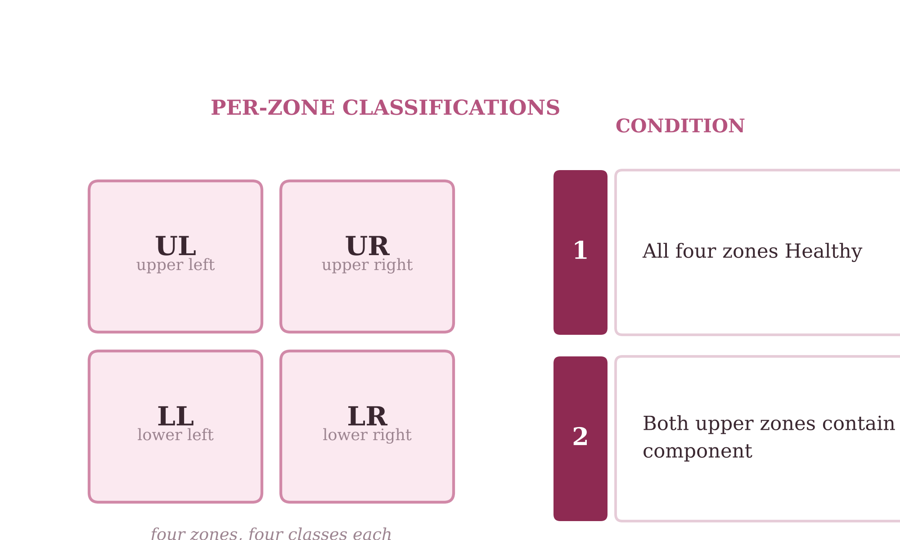 PER-ZONE CLASSIFICATIONS
CONDITION
UL
upper left
UR
upper right
LL
lower left
LR
lower right
four zones, four classes each
1
All four zones Healthy
2
Both upper zones contain
component